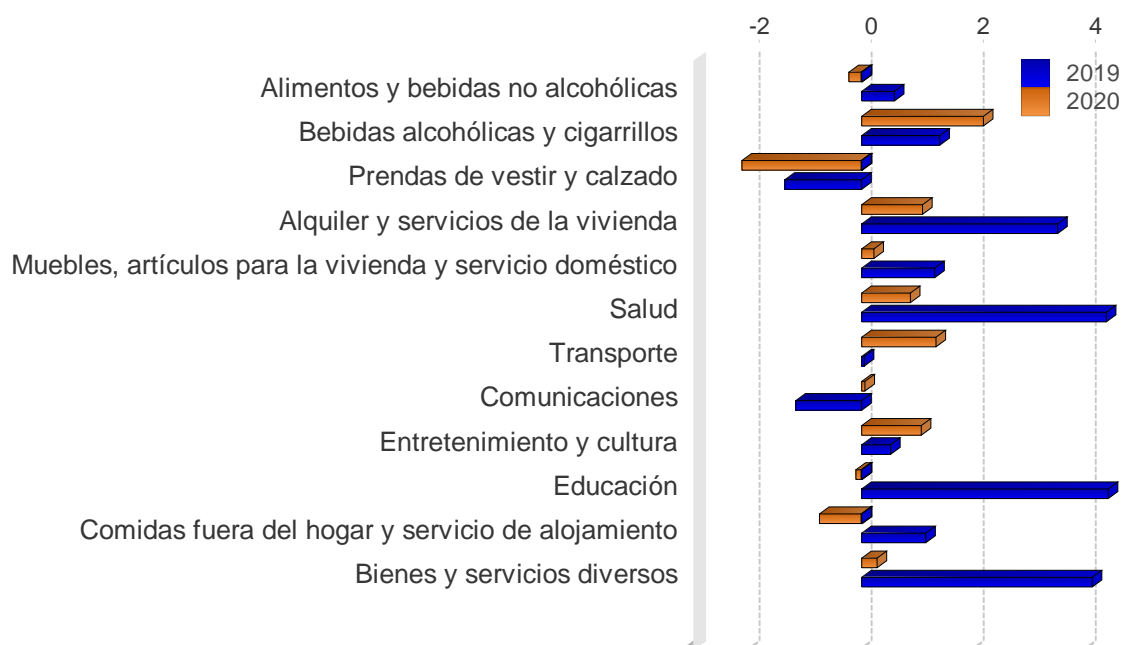 -2 0 2 4
2019
2020
Alimentos y bebidas no alcohólicas
Bebidas alcohólicas y cigarrillos
Prendas de vestir y calzado
Alquiler y servicios de la vivienda
Muebles, artículos para la vivienda y servicio doméstico
Salud
Transporte
Comunicaciones
Entretenimiento y cultura
Educación
Comidas fuera del hogar y servicio de alojamiento
Bienes y servicios diversos